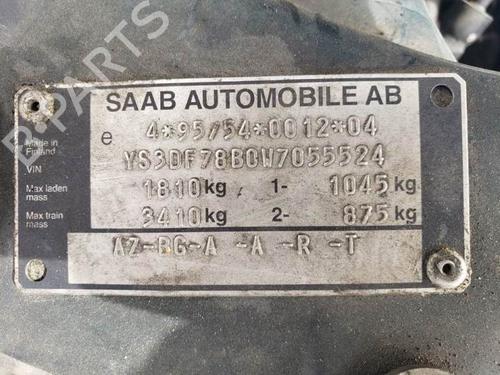 B-PARTS
SAAB AUTOMOBILE AB
e 4*95/54*0012*04
Made in
Finland
VIN YS3DF78B0W7055524
Max laden
mass 1810 kg 1- 1045 kg
Max train
mass 3410 kg 2- 875 kg
AZ-BG-A -A -R -T